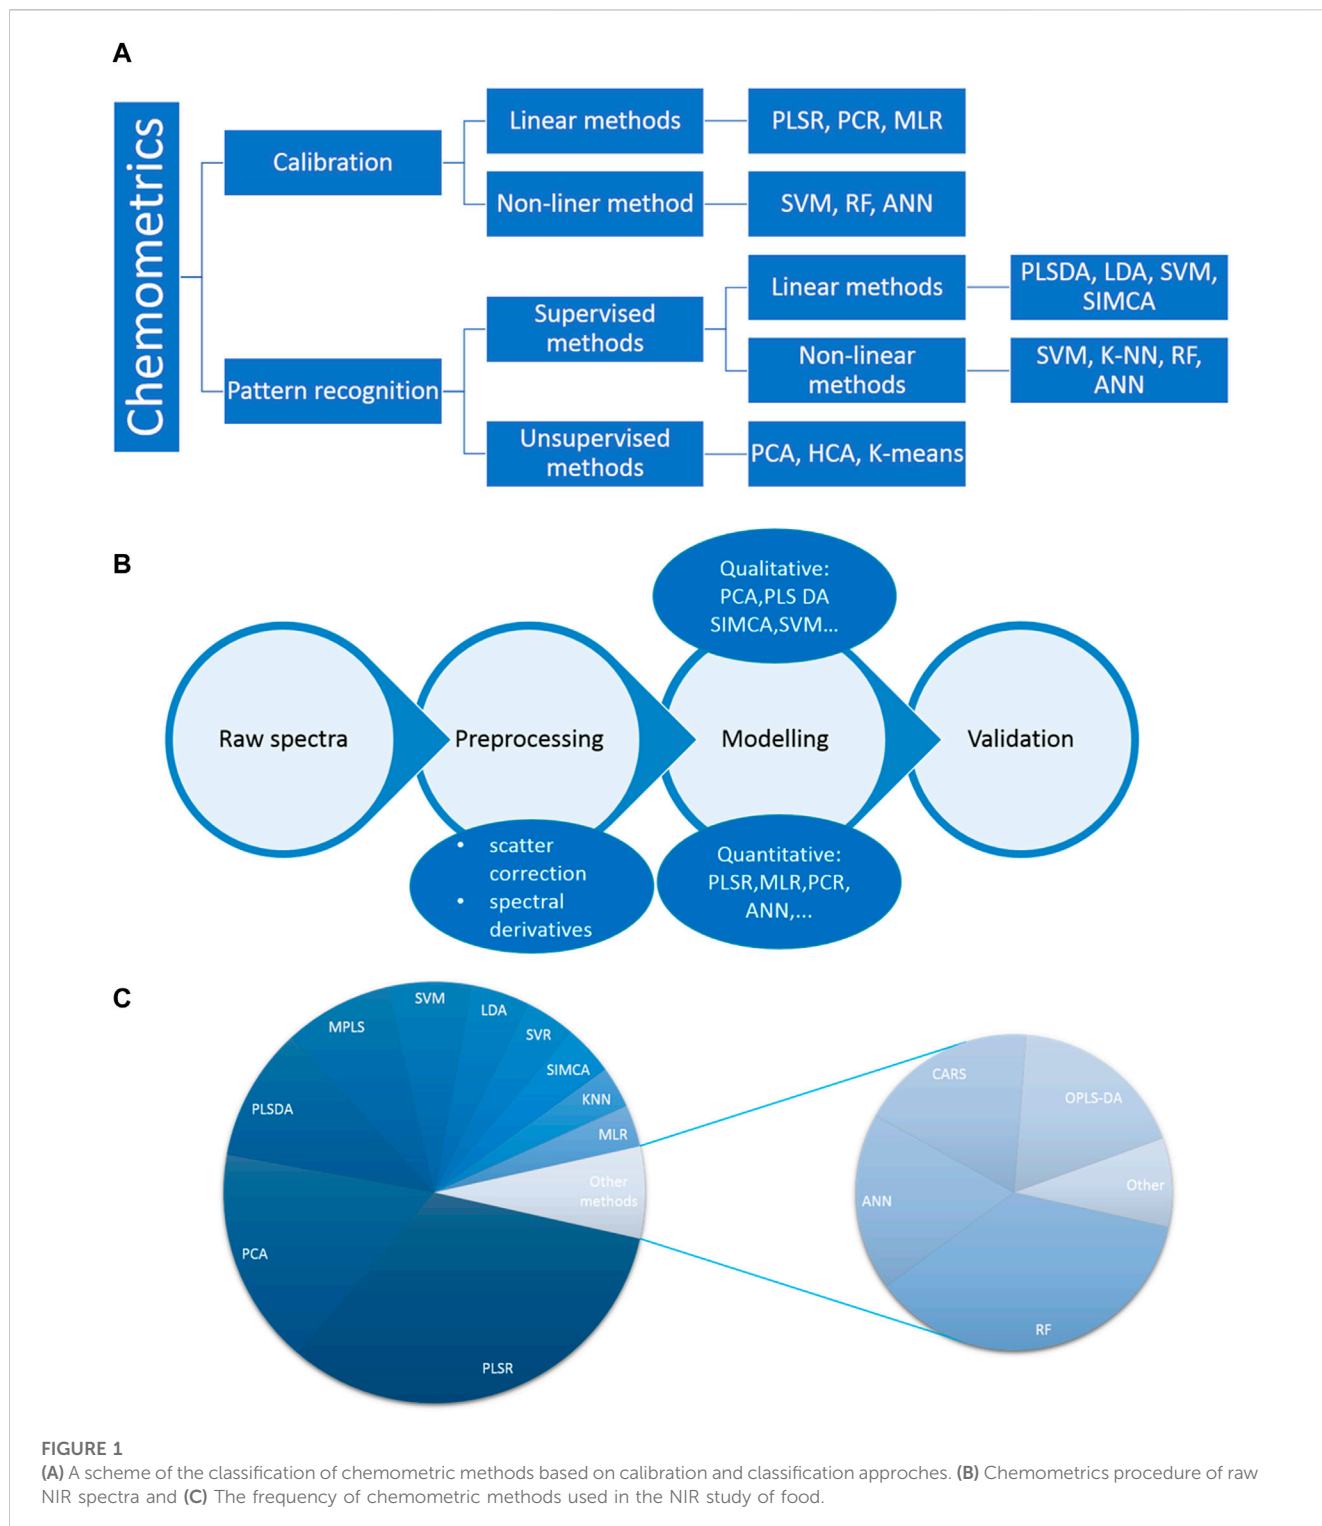 A
Chemometrics
Calibration
Linear methods
PLSR, PCR, MLR
Non-liner method
SVM, RF, ANN
Pattern recognition
Supervised
methods
Linear methods
PLSDA, LDA, SVM,
SIMCA
Non-linear
methods
SVM, K-NN, RF,
ANN
Unsupervised
methods
PCA, HCA, K-means
B
Raw spectra
Preprocessing
• scatter
correction
• spectral
derivatives
Qualitative:
PCA,PLS DA
SIMCA,SVM...
Modelling
Quantitative:
PLSR,MLR,PCR,
ANN,...
Validation
C
SVM
LDA
MPLS
SVR
SIMCA
PLSDA
KNN
MLR
Other
methods
PCA
PLSR
CARS
OPLS-DA
ANN
Other
RF
FIGURE 1
(A) A scheme of the classification of chemometric methods based on calibration and classification approches. (B) Chemometrics procedure of raw
NIR spectra and (C) The frequency of chemometric methods used in the NIR study of food.